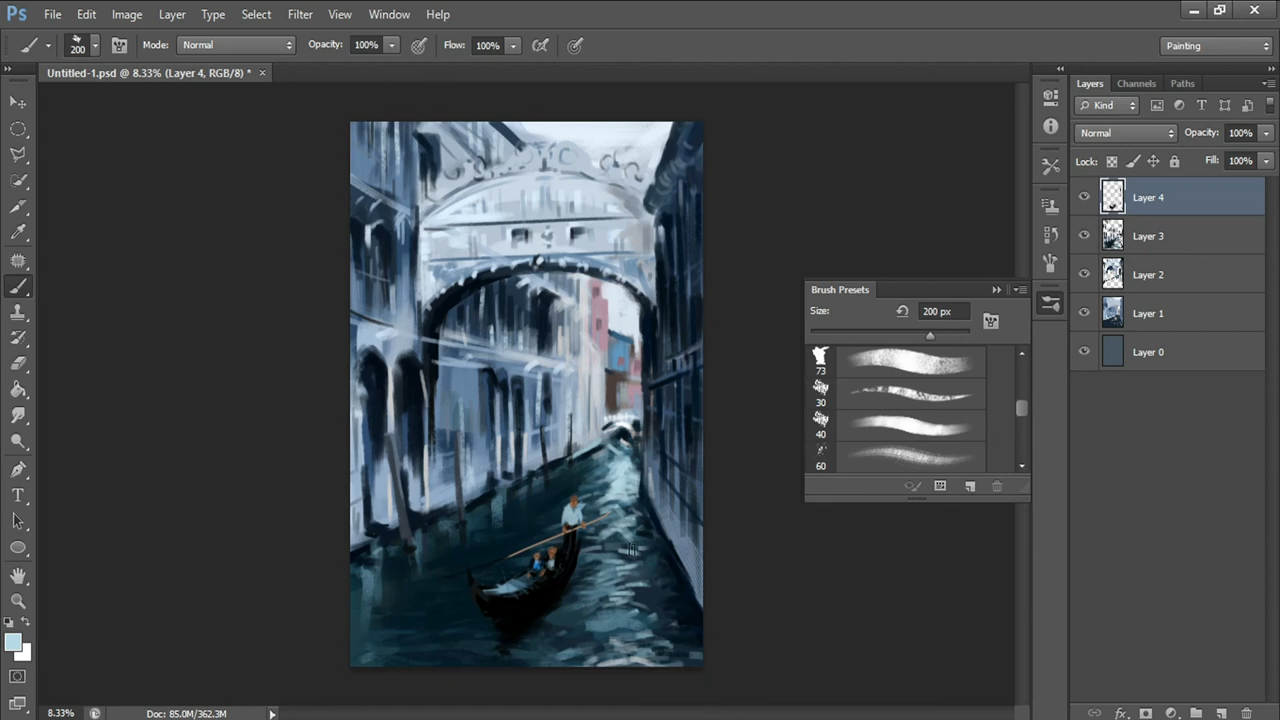 Ps File Edit Image Layer Type Select Filter View Window Help
200 Mode: Normal Opacity: 100% Flow: 100% Painting
Untitled-1.psd @ 8.33% (Layer 4, RGB/8) *
Layers Channels Paths
Kind
Normal Opacity: 100%
Lock: Fill: 100%
Layer 4
Layer 3
Layer 2
Layer 1
Layer 0
Brush Presets
Size: 200 px
73
30
40
60
8.33% Doc: 85.0M/362.3M